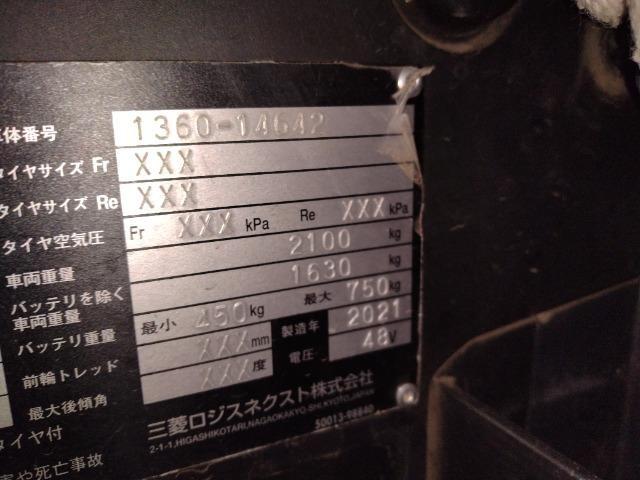 体番号 1360-14642
タイヤサイズ Fr XXX
タイヤサイズ Re XXX
タイヤ空気圧 Fr XXX kPa Re XXX kPa
車両重量 2100 kg
バッテリを除く車両重量 1630 kg
バッテリ重量 最小 450 kg 最大 750 kg
前輪トレッド XXX mm 製造年 2021
最大後傾角 XXX 度 電圧 48 V
タイヤ付
三菱ロジスネクスト株式会社
2-1-1,HIGASHIKOTARI,NAGAOKAKYO-SHI,KYOTO,JAPAN
や死亡事故
50013-98840